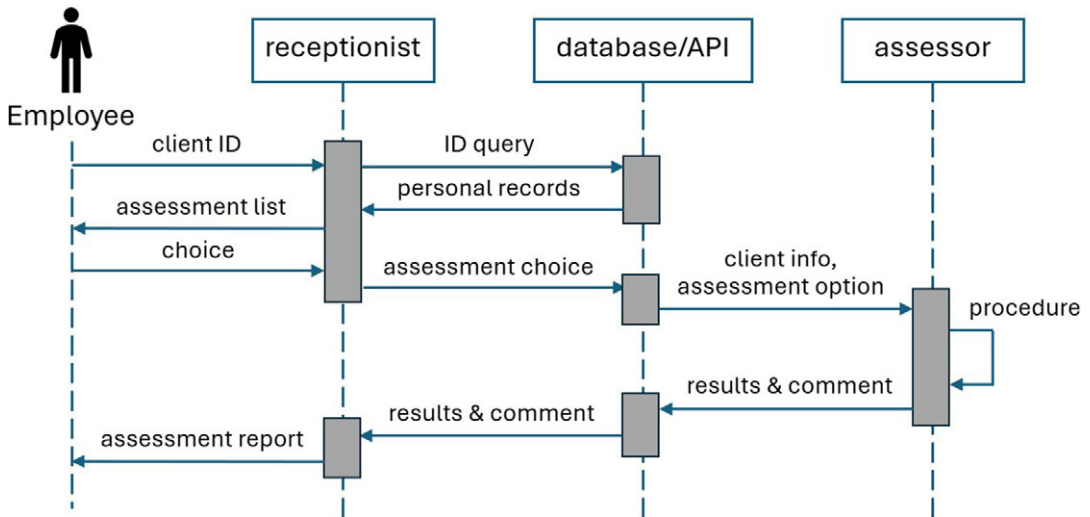 receptionist
database/API
assessor
Employee
client ID
ID query
personal records
assessment list
choice
assessment choice
client info,
assessment option
procedure
results & comment
results & comment
assessment report